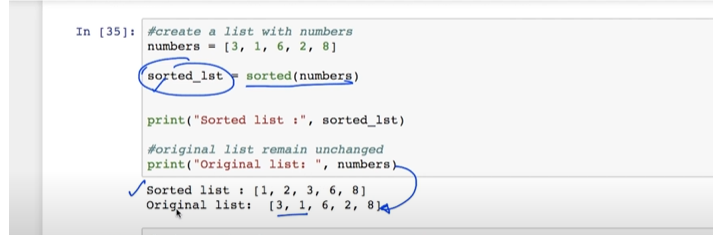 In [35]: #create a list with numbers
numbers = [3, 1, 6, 2, 8]
sorted_lst = sorted(numbers)
print("Sorted list :", sorted_lst)
#original list remain unchanged
print("Original list: ", numbers)
Sorted list : [1, 2, 3, 6, 8]
Original list:  [3, 1, 6, 2, 8]